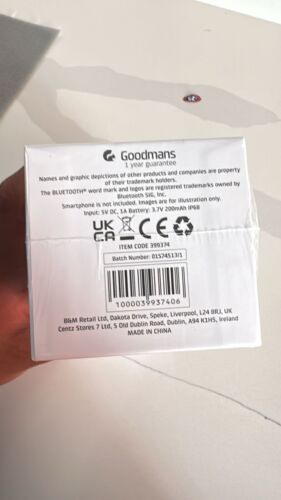 Goodmans
1 year guarantee
Names and graphic depictions of other products and companies are property
of their trademark holders.
The BLUETOOTH® word mark and logos are registered trademarks owned by
Bluetooth SIG, Inc.
Smartphone is not included. Images are for illustration only.
Input: 5V DC, 1A Battery: 3.7V 200mAh IP68
UK
CA CE
ITEM CODE 399374
Batch Number: 0157451311
1000039937406
B&M Retail Ltd, Dakota Drive, Speke, Liverpool, L24 8RJ, UK
Centz Stores 7 Ltd, 5 Old Dublin Road, Dublin, A94 K1H5, Ireland
MADE IN CHINA